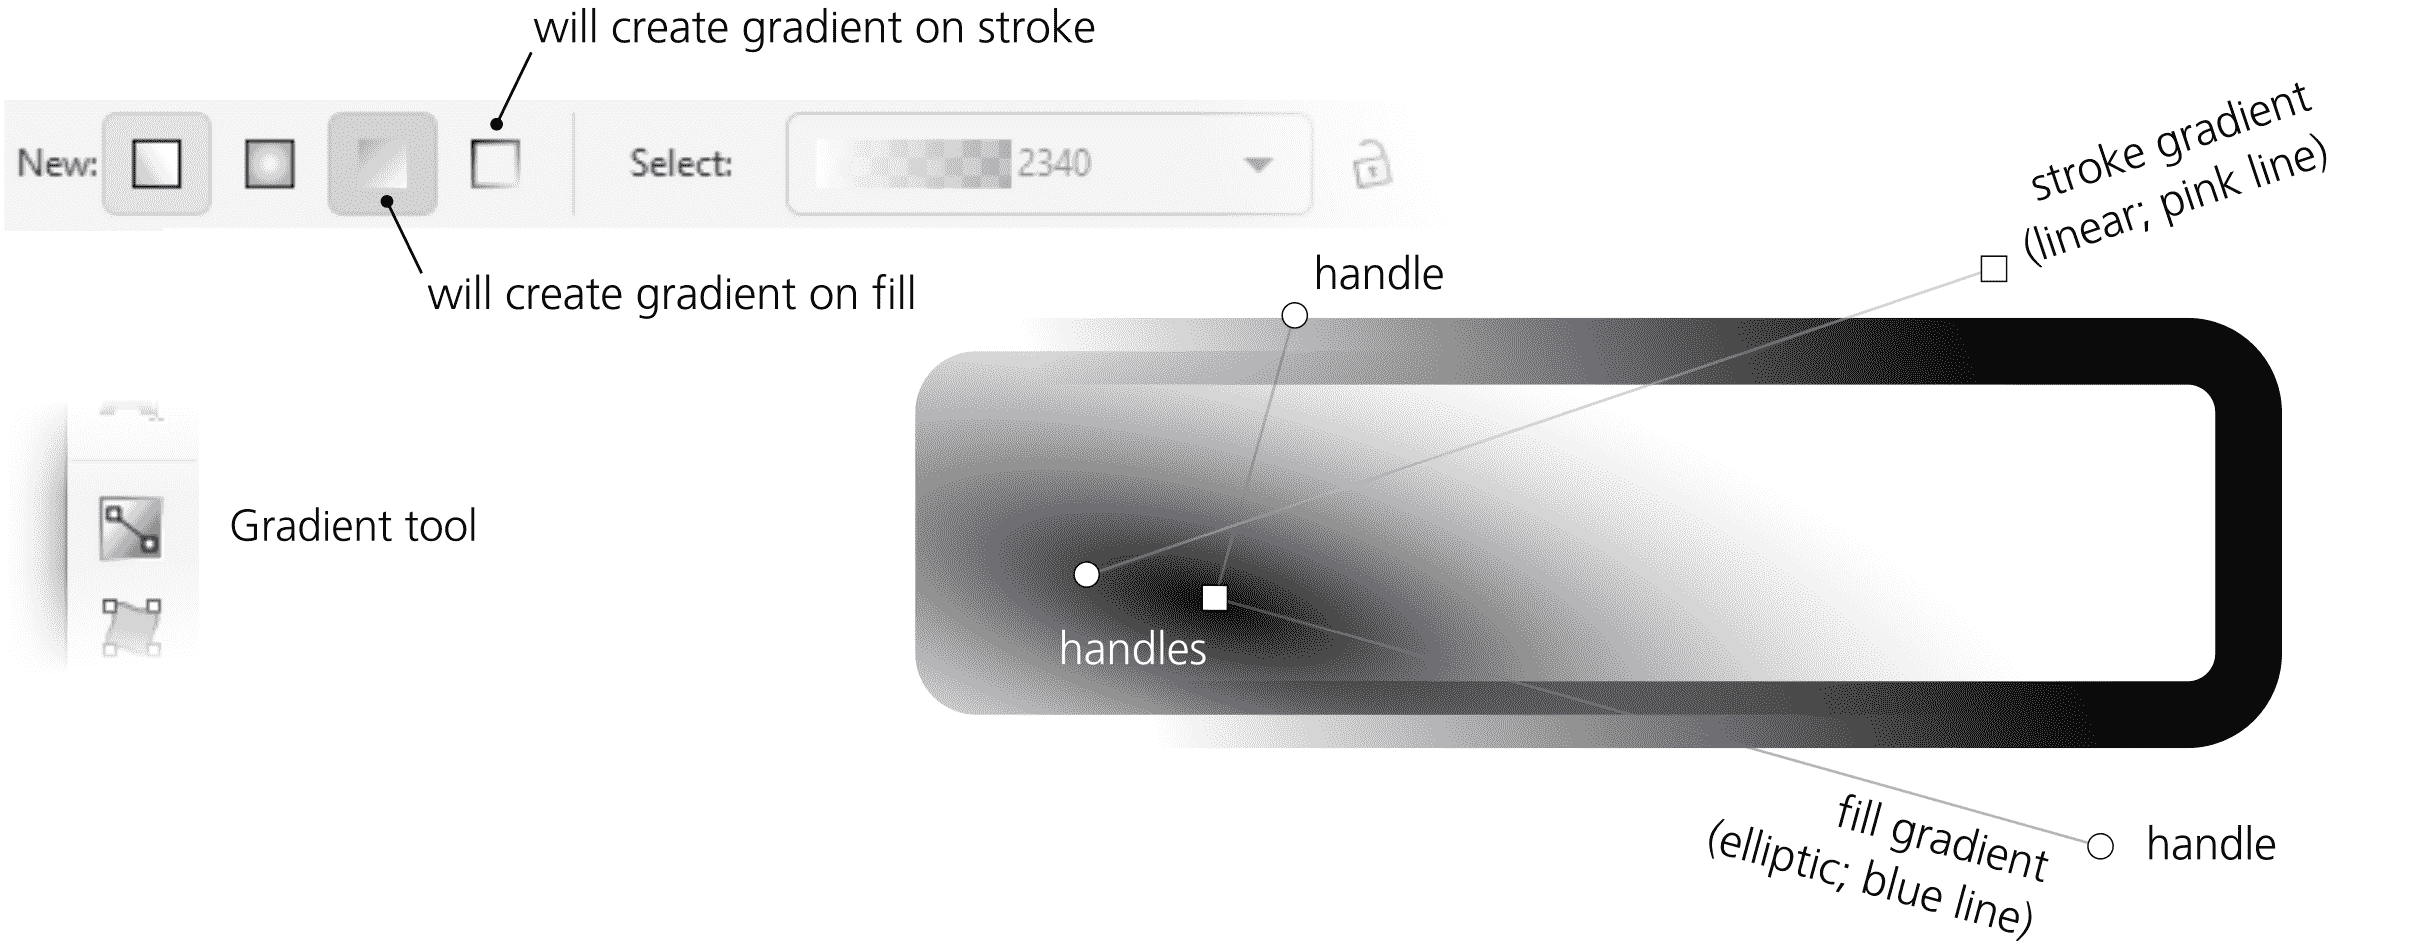 will create gradient on stroke
New:
Select:
2340
will create gradient on fill
stroke gradient
(linear; pink line)
handle
Gradient tool
handles
fill gradient
(elliptic; blue line)
handle